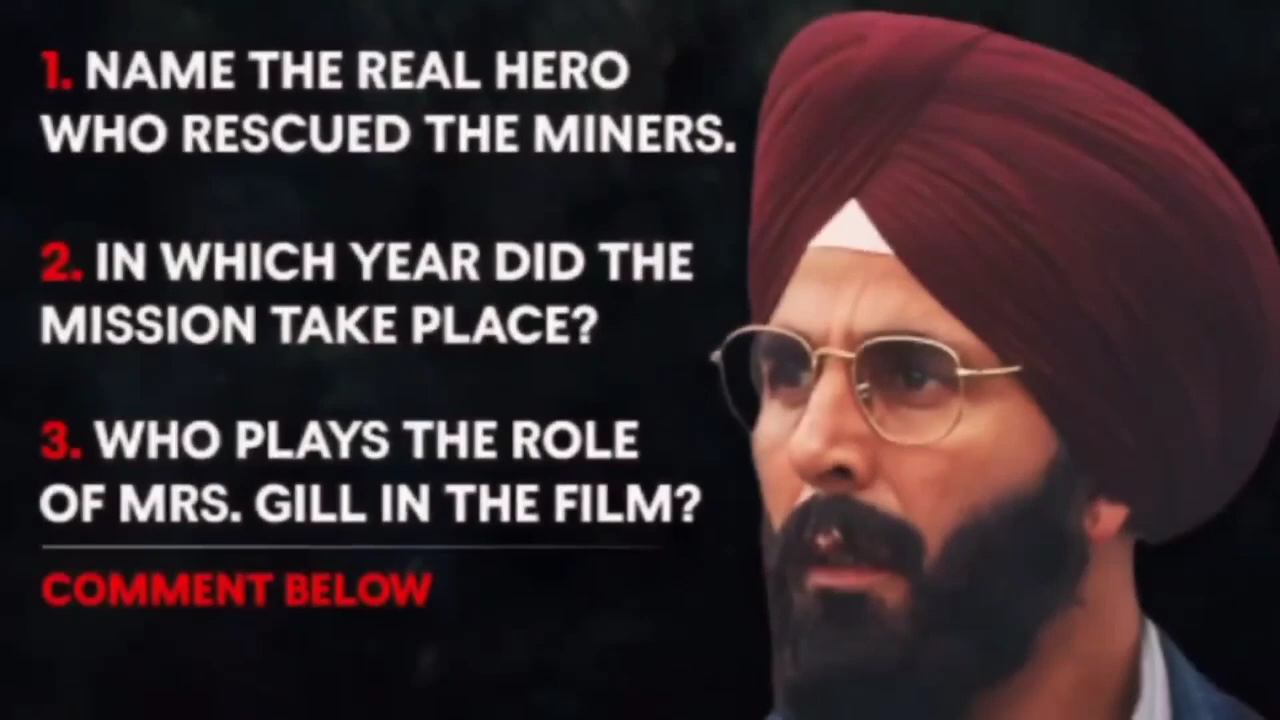 1. NAME THE REAL HERO
WHO RESCUED THE MINERS.
2. IN WHICH YEAR DID THE
MISSION TAKE PLACE?
3. WHO PLAYS THE ROLE
OF MRS. GILL IN THE FILM?
COMMENT BELOW